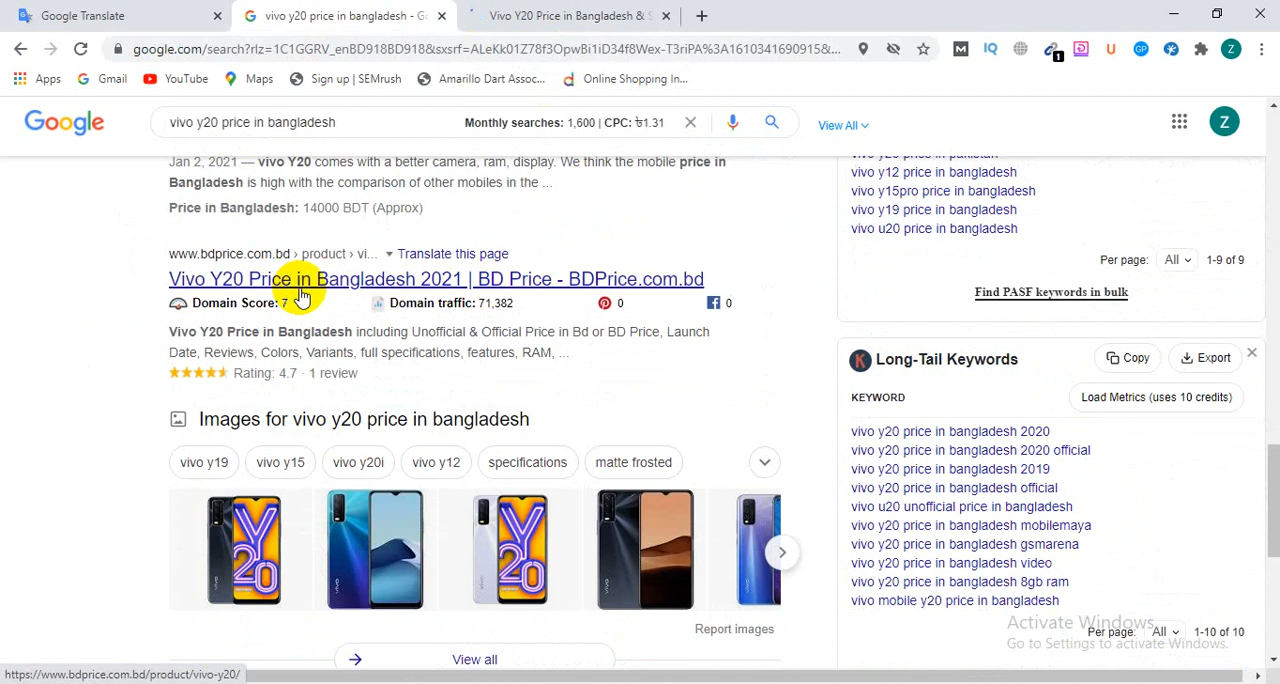 Google Translate
vivo y20 price in bangladesh - Go
Vivo Y20 Price in Bangladesh & S
google.com/search?rlz=1C1GGRV_enBD918BD918&sxsrf=ALeKk01Z78f3OpwBi1iD34f8Wex-T3riPA%3A1610341690915&...
M
IQ
1
U
GP
Z
Apps
Gmail
YouTube
Maps
Sign up | SEMrush
Amarillo Dart Assoc...
Online Shopping In...
Google
vivo y20 price in bangladesh
Monthly searches: 1,600 | CPC: ৳1.31
View All
Z
Jan 2, 2021 — vivo Y20 comes with a better camera, ram, display. We think the mobile price in
Bangladesh is high with the comparison of other mobiles in the ...
Price in Bangladesh: 14000 BDT (Approx)
www.bdprice.com.bd › product › vi...
Translate this page
Vivo Y20 Price in Bangladesh 2021 | BD Price - BDPrice.com.bd
Domain Score: 7
Domain traffic: 71,382
0
0
Vivo Y20 Price in Bangladesh including Unofficial & Official Price in Bd or BD Price, Launch
Date, Reviews, Colors, Variants, full specifications, features, RAM, ...
Rating: 4.7 · 1 review
Images for vivo y20 price in bangladesh
vivo y19
vivo y15
vivo y20i
vivo y12
specifications
matte frosted
Y20
Y20
Report images
View all
vivo y20 price in pakistan
vivo y12 price in bangladesh
vivo y15pro price in bangladesh
vivo y19 price in bangladesh
vivo u20 price in bangladesh
Per page: All 1-9 of 9
Find PASF keywords in bulk
K
Long-Tail Keywords
Copy
Export
KEYWORD
Load Metrics (uses 10 credits)
vivo y20 price in bangladesh 2020
vivo y20 price in bangladesh 2020 official
vivo y20 price in bangladesh 2019
vivo y20 price in bangladesh official
vivo u20 unofficial price in bangladesh
vivo y20 price in bangladesh mobilemaya
vivo y20 price in bangladesh gsmarena
vivo y20 price in bangladesh video
vivo y20 price in bangladesh 8gb ram
vivo mobile y20 price in bangladesh
Per page: All 1-10 of 10
Activate Windows
Go to Settings to activate Windows.
https://www.bdprice.com.bd/product/vivo-y20/